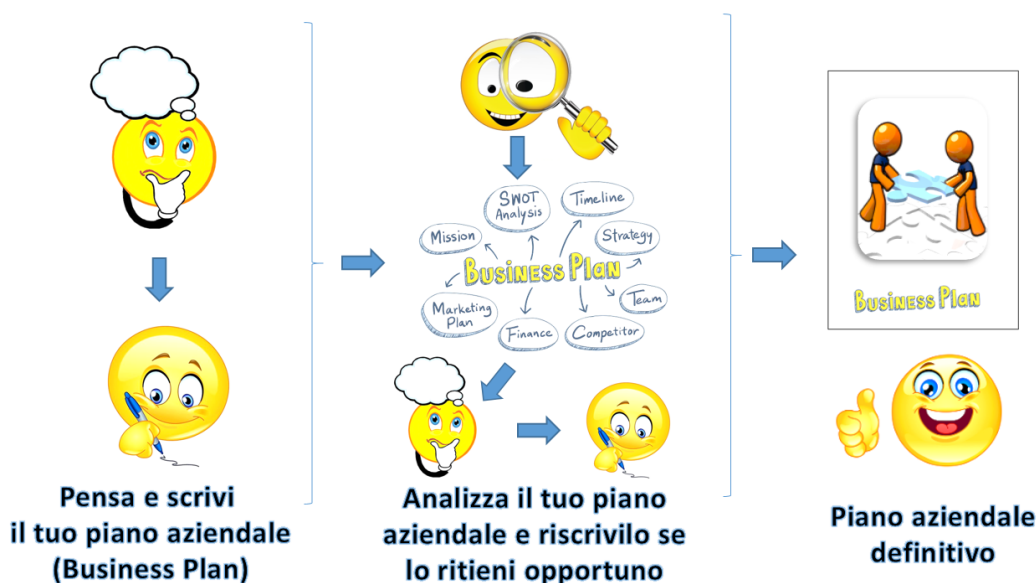 Pensa e scrivi
il tuo piano aziendale
(Business Plan)
SWOT
Analysis
Timeline
Mission
Strategy
BUSINESS PLAN
Marketing
Plan
Team
Finance
Competitor
Analizza il tuo piano
aziendale e riscrivilo se
lo ritieni opportuno
BUSINESS PLAN
Piano aziendale
definitivo